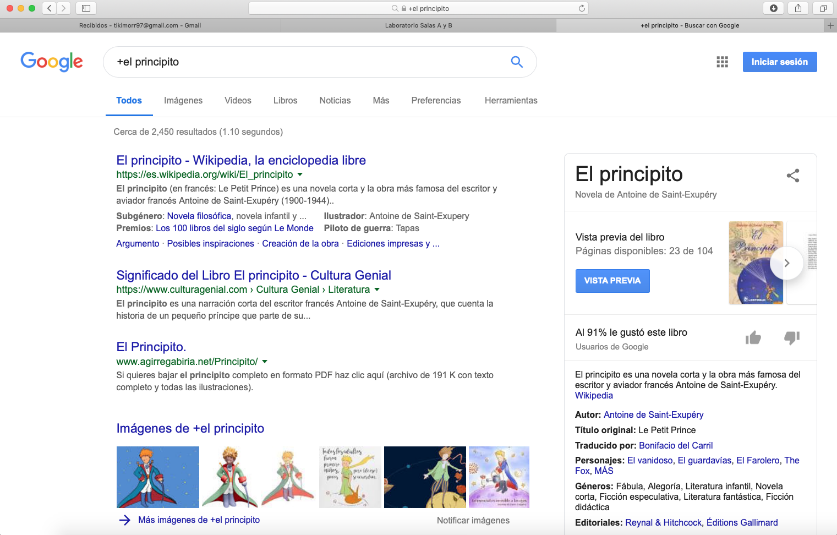 +el principito
Recibidos – tikimorr97@gmail.com – Gmail
Laboratorio Salas A y B
+el principito – Buscar con Google
Google
+el principito
Iniciar sesión
Todos
Imágenes
Videos
Libros
Noticias
Más
Preferencias
Herramientas
Cerca de 2,450 resultados (1.10 segundos)
El principito - Wikipedia, la enciclopedia libre
https://es.wikipedia.org/wiki/El_principito
El principito (en francés: Le Petit Prince) es una novela corta y la obra más famosa del escritor y
aviador francés Antoine de Saint-Exupéry (1900-1944)..
Subgénero: Novela filosófica, novela infantil y ... Ilustrador: Antoine de Saint-Exupery
Premios: Los 100 libros del siglo según Le Monde Piloto de guerra: Tapas
Argumento · Posibles inspiraciones · Creación de la obra · Ediciones impresas y ...
Significado del Libro El principito - Cultura Genial
https://www.culturagenial.com › Cultura Genial › Literatura
El principito es una narración corta del escritor francés Antoine de Saint-Exupéry, que cuenta la
historia de un pequeño príncipe que parte de su...
El Principito.
www.agirregabiria.net/Principito/
Si quieres bajar el principito completo en formato PDF haz clic aquí (archivo de 191 K con texto
completo y todas las ilustraciones).
Imágenes de +el principito
Más imágenes de +el principito
Notificar imágenes
El principito
Novela de Antoine de Saint-Exupéry
Vista previa del libro
Páginas disponibles: 23 de 104
VISTA PREVIA
El
Principito
Al 91% le gustó este libro
Usuarios de Google
El principito es una novela corta y la obra más famosa del
escritor y aviador francés Antoine de Saint-Exupéry.
Wikipedia
Autor: Antoine de Saint-Exupéry
Título original: Le Petit Prince
Traducido por: Bonifacio del Carril
Personajes: El vanidoso, El guardavías, El Farolero, The
Fox, MÁS
Géneros: Fábula, Alegoría, Literatura infantil, Novela
corta, Ficción especulativa, Literatura fantástica, Ficción
didáctica
Editoriales: Reynal & Hitchcock, Éditions Gallimard